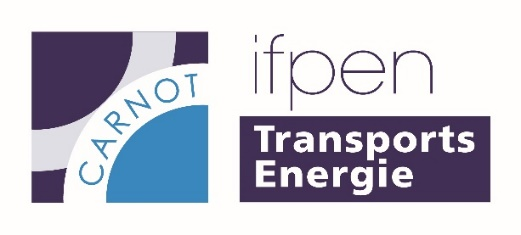 CARNOT
ifpen
Transports
Energie